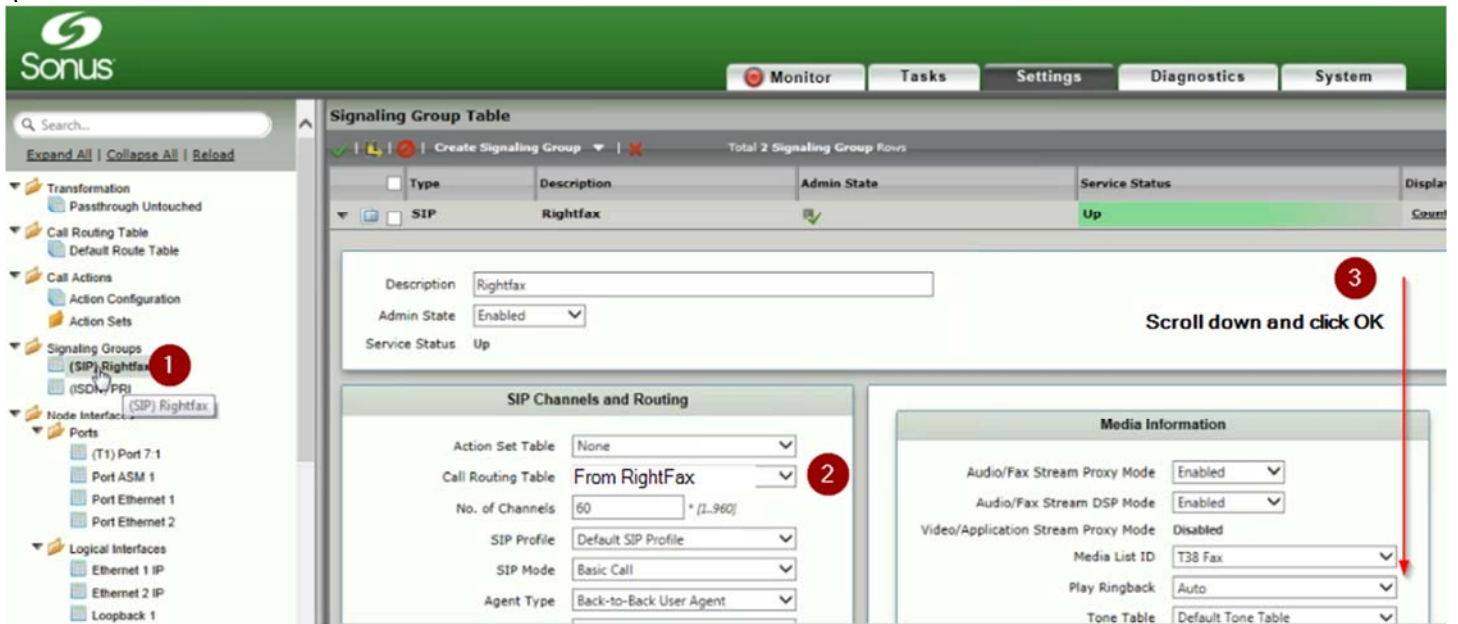 Sonus
Monitor
Tasks
Settings
Diagnostics
System
Search...
Expand All | Collapse All | Reload
Transformation
Passthrough Untouched
Call Routing Table
Default Route Table
Call Actions
Action Configuration
Action Sets
Signaling Groups
(SIP) Rightfax
1
(ISDN) PRI
(SIP) Rightfax
Node Interfaces
Ports
(T1) Port 7:1
Port ASM 1
Port Ethernet 1
Port Ethernet 2
Logical Interfaces
Ethernet 1 IP
Ethernet 2 IP
Loopback 1
Signaling Group Table
Create Signaling Group
Total 2 Signaling Group Rows
Type Description Admin State Service Status
SIP Rightfax Up
Description Rightfax
Admin State Enabled
Service Status Up
3
Scroll down and click OK
SIP Channels and Routing
Action Set Table None
Call Routing Table From RightFax
2
No. of Channels 60 * [1..960]
SIP Profile Default SIP Profile
SIP Mode Basic Call
Agent Type Back-to-Back User Agent
Media Information
Audio/Fax Stream Proxy Mode Enabled
Audio/Fax Stream DSP Mode Enabled
Video/Application Stream Proxy Mode Disabled
Media List ID T38 Fax
Play Ringback Auto
Tone Table Default Tone Table